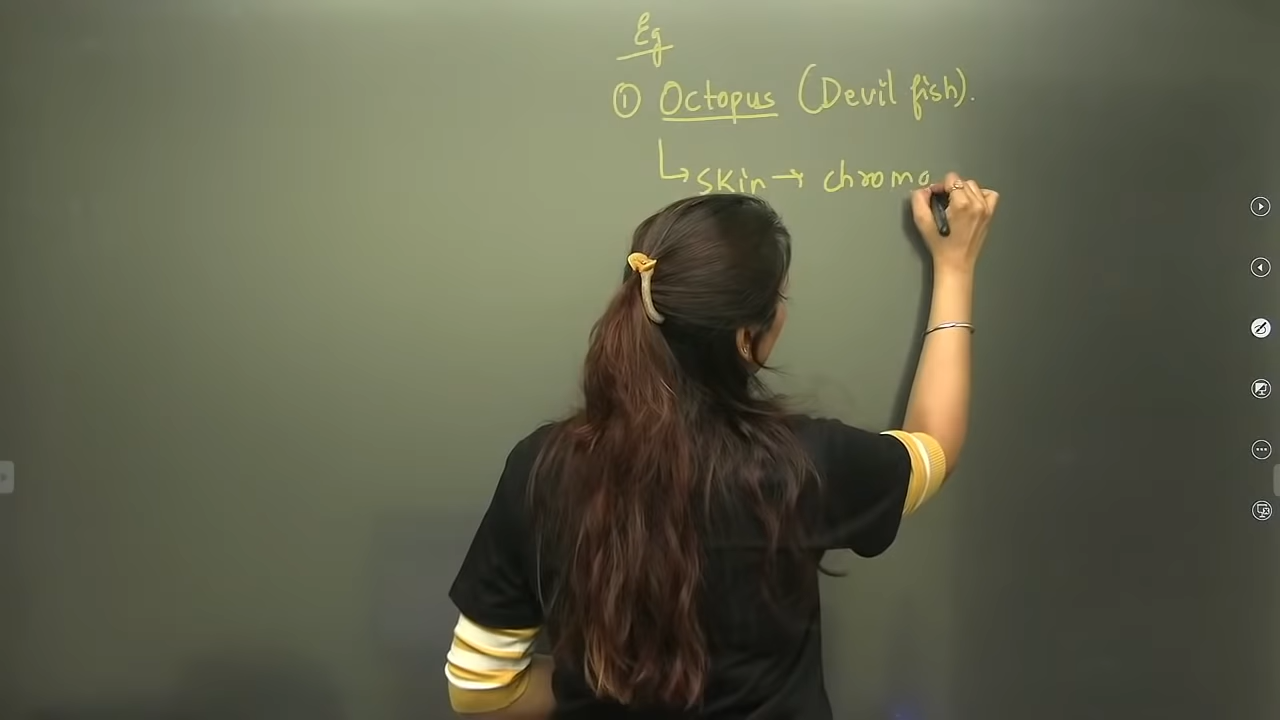 Eg
① Octopus (Devil fish).
↳ Skin → chromo